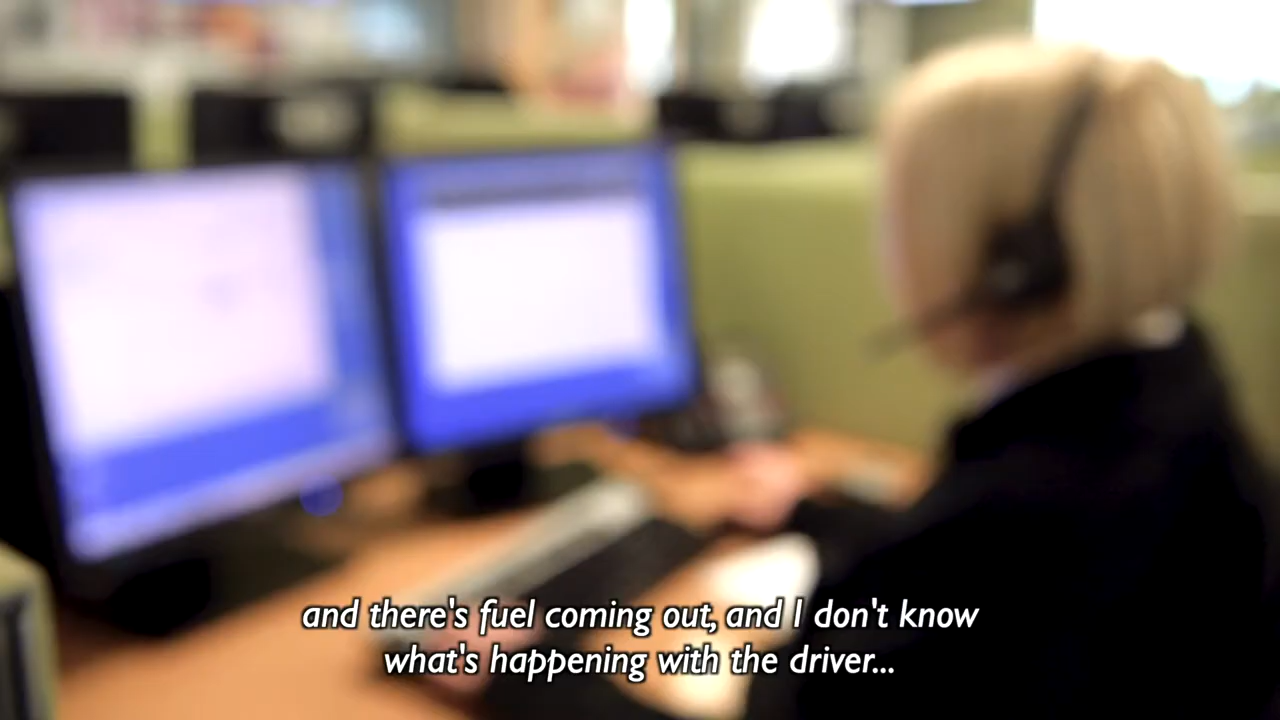 and there's fuel coming out, and I don't know
what's happening with the driver...